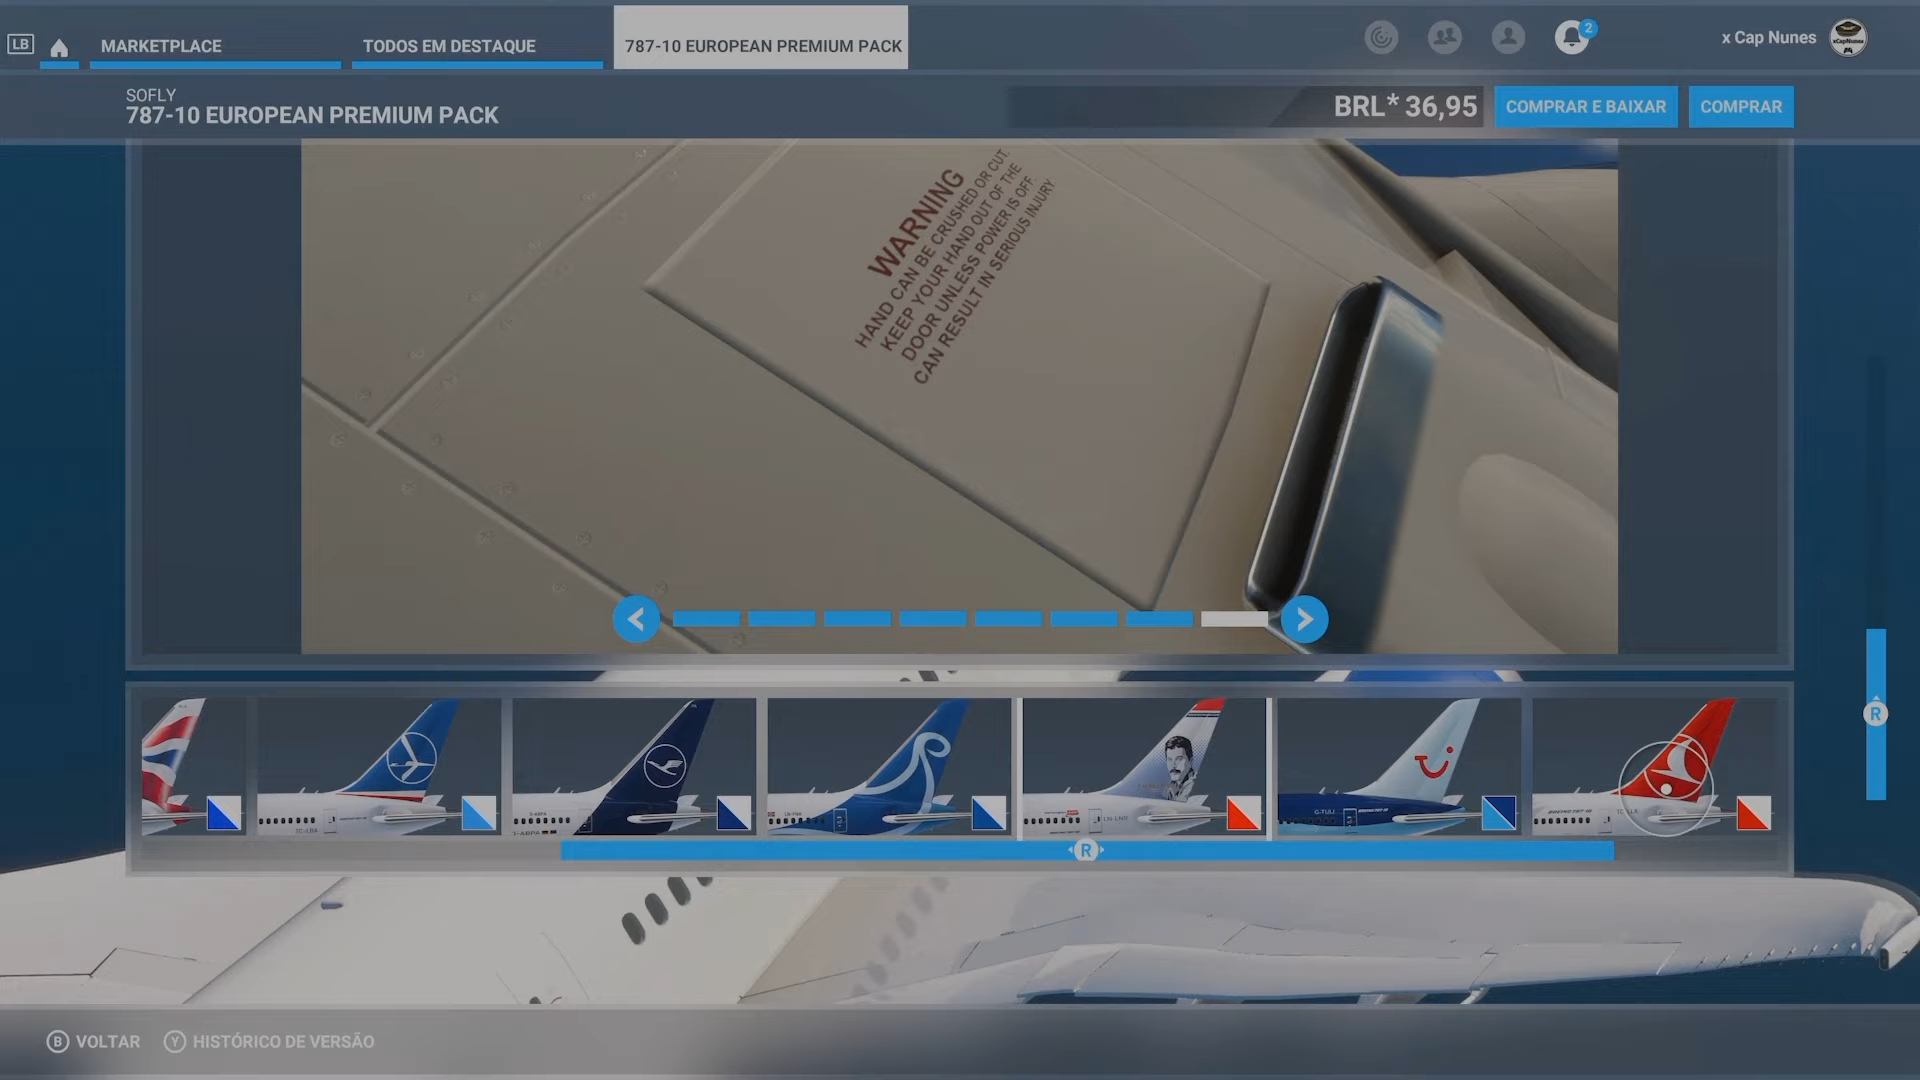 LB
MARKETPLACE
TODOS EM DESTAQUE
787-10 EUROPEAN PREMIUM PACK
2
x Cap Nunes
SOFLY
787-10 EUROPEAN PREMIUM PACK
BRL* 36,95
COMPRAR E BAIXAR
COMPRAR
WARNING
HAND CAN BE CRUSHED OR CUT.
KEEP YOUR HAND OUT OF THE
DOOR UNLESS POWER IS OFF.
CAN RESULT IN SERIOUS INJURY
R
R
B VOLTAR
Y HISTÓRICO DE VERSÃO